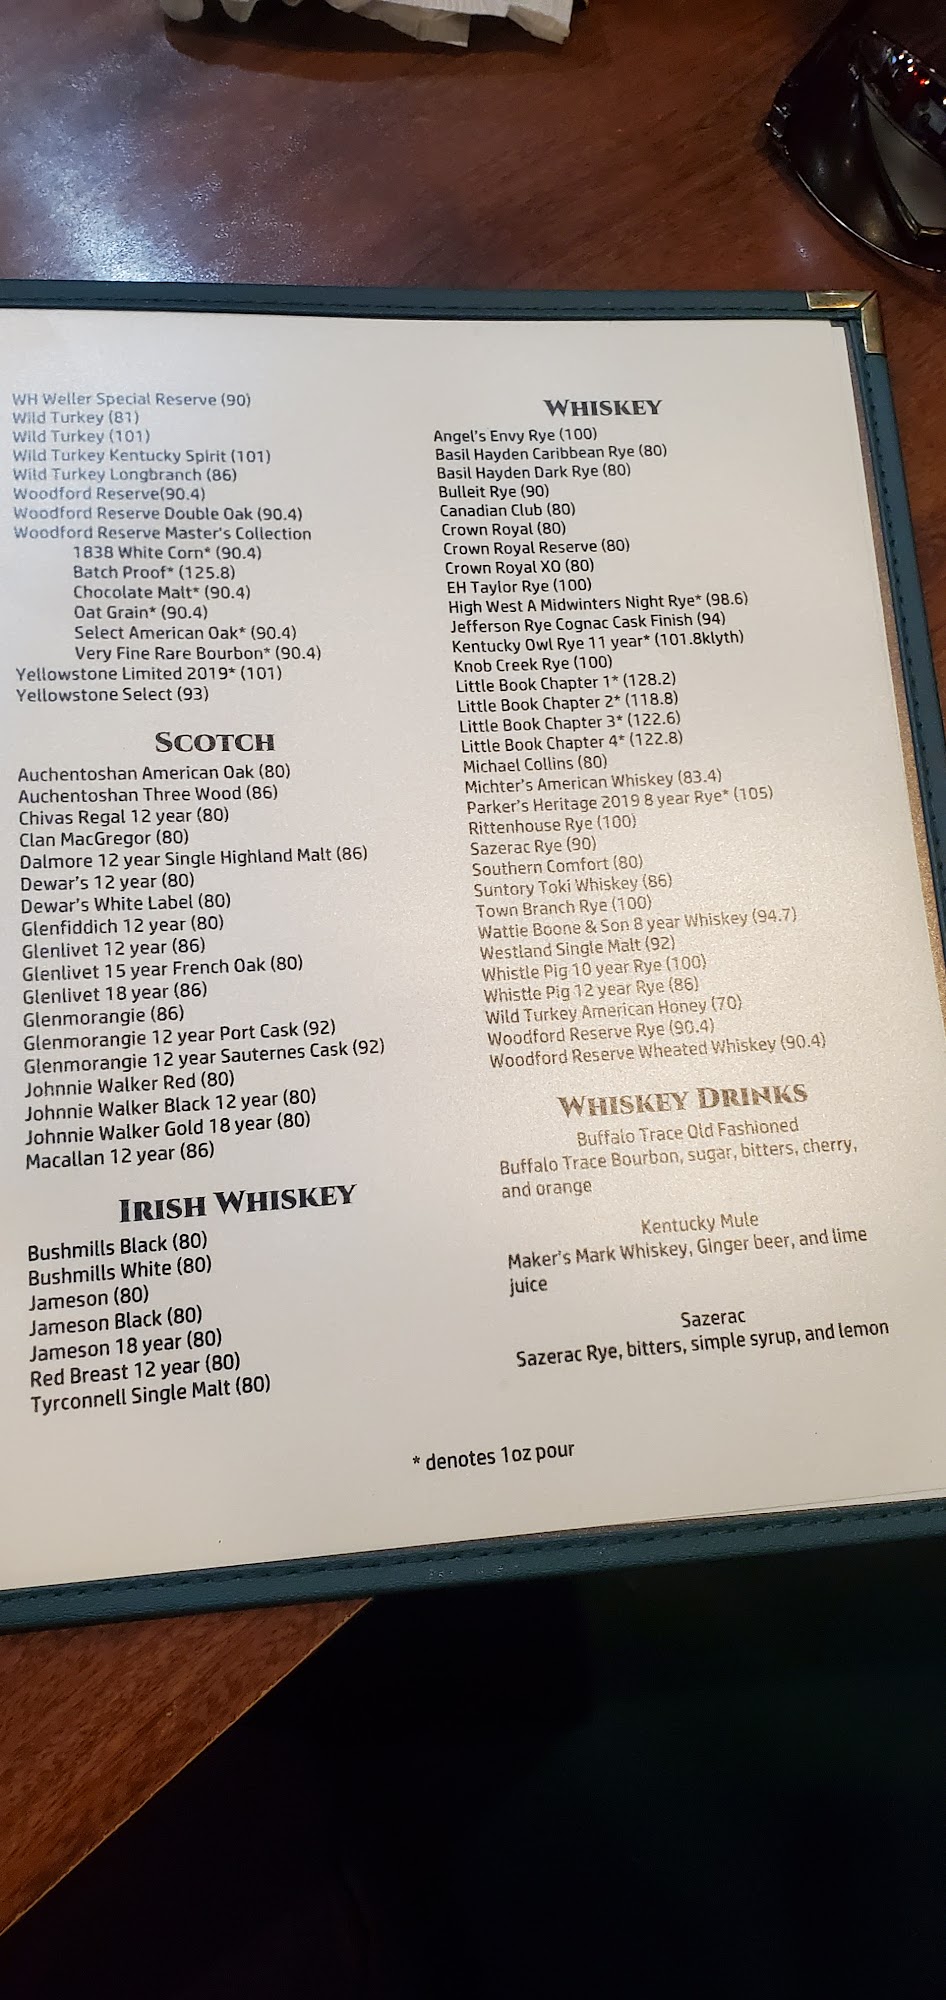 WH Weller Special Reserve (90)
Wild Turkey (81)
Wild Turkey (101)
Wild Turkey Kentucky Spirit (101)
Wild Turkey Longbranch (86)
Woodford Reserve(90.4)
Woodford Reserve Double Oak (90.4)
Woodford Reserve Master's Collection
1838 White Corn* (90.4)
Batch Proof* (125.8)
Chocolate Malt* (90.4)
Oat Grain* (90.4)
Select American Oak* (90.4)
Very Fine Rare Bourbon* (90.4)
Yellowstone Limited 2019* (101)
Yellowstone Select (93)
SCOTCH
Auchentoshan American Oak (80)
Auchentoshan Three Wood (86)
Chivas Regal 12 year (80)
Clan MacGregor (80)
Dalmore 12 year Single Highland Malt (86)
Dewar's 12 year (80)
Dewar's White Label (80)
Glenfiddich 12 year (80)
Glenlivet 12 year (86)
Glenlivet 15 year French Oak (80)
Glenlivet 18 year (86)
Glenmorangie (86)
Glenmorangie 12 year Port Cask (92)
Glenmorangie 12 year Sauternes Cask (92)
Johnnie Walker Red (80)
Johnnie Walker Black 12 year (80)
Johnnie Walker Gold 18 year (80)
Macallan 12 year (86)
IRISH WHISKEY
Bushmills Black (80)
Bushmills White (80)
Jameson (80)
Jameson Black (80)
Jameson 18 year (80)
Red Breast 12 year (80)
Tyrconnell Single Malt (80)
WHISKEY
Angel's Envy Rye (100)
Basil Hayden Caribbean Rye (80)
Basil Hayden Dark Rye (80)
Bulleit Rye (90)
Canadian Club (80)
Crown Royal (80)
Crown Royal Reserve (80)
Crown Royal XO (80)
EH Taylor Rye (100)
High West A Midwinters Night Rye* (98.6)
Jefferson Rye Cognac Cask Finish (94)
Kentucky Owl Rye 11 year* (101.8klyth)
Knob Creek Rye (100)
Little Book Chapter 1* (128.2)
Little Book Chapter 2* (118.8)
Little Book Chapter 3* (122.6)
Little Book Chapter 4* (122.8)
Michael Collins (80)
Michter's American Whiskey (83.4)
Parker's Heritage 2019 8 year Rye* (105)
Rittenhouse Rye (100)
Sazerac Rye (90)
Southern Comfort (80)
Suntory Toki Whiskey (86)
Town Branch Rye (100)
Wattie Boone & Son 8 year Whiskey (94.7)
Westland Single Malt (92)
Whistle Pig 10 year Rye (100)
Whistle Pig 12 year Rye (86)
Wild Turkey American Honey (70)
Woodford Reserve Rye (90.4)
Woodford Reserve Wheated Whiskey (90.4)
WHISKEY DRINKS
Buffalo Trace Old Fashioned
Buffalo Trace Bourbon, sugar, bitters, cherry,
and orange
Kentucky Mule
Maker's Mark Whiskey, Ginger beer, and lime
juice
Sazerac
Sazerac Rye, bitters, simple syrup, and lemon
* denotes 1oz pour